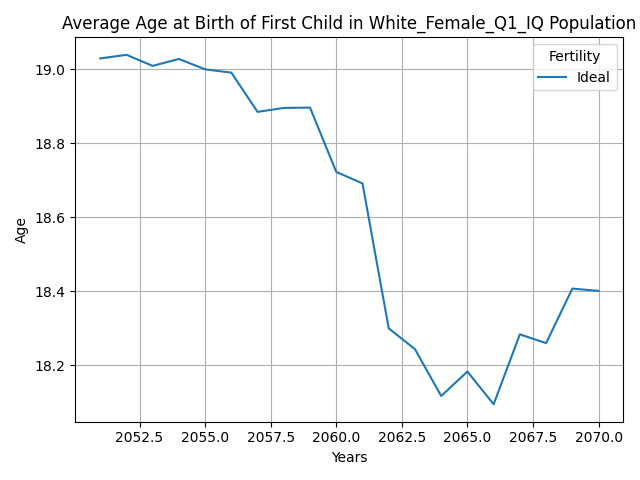 Average Age at Birth of First Child in White_Female_Q1_IQ Population
Fertility
Ideal
19.0
18.8
18.6
18.4
18.2
Age
2052.5 2055.0 2057.5 2060.0 2062.5 2065.0 2067.5 2070.0
Years